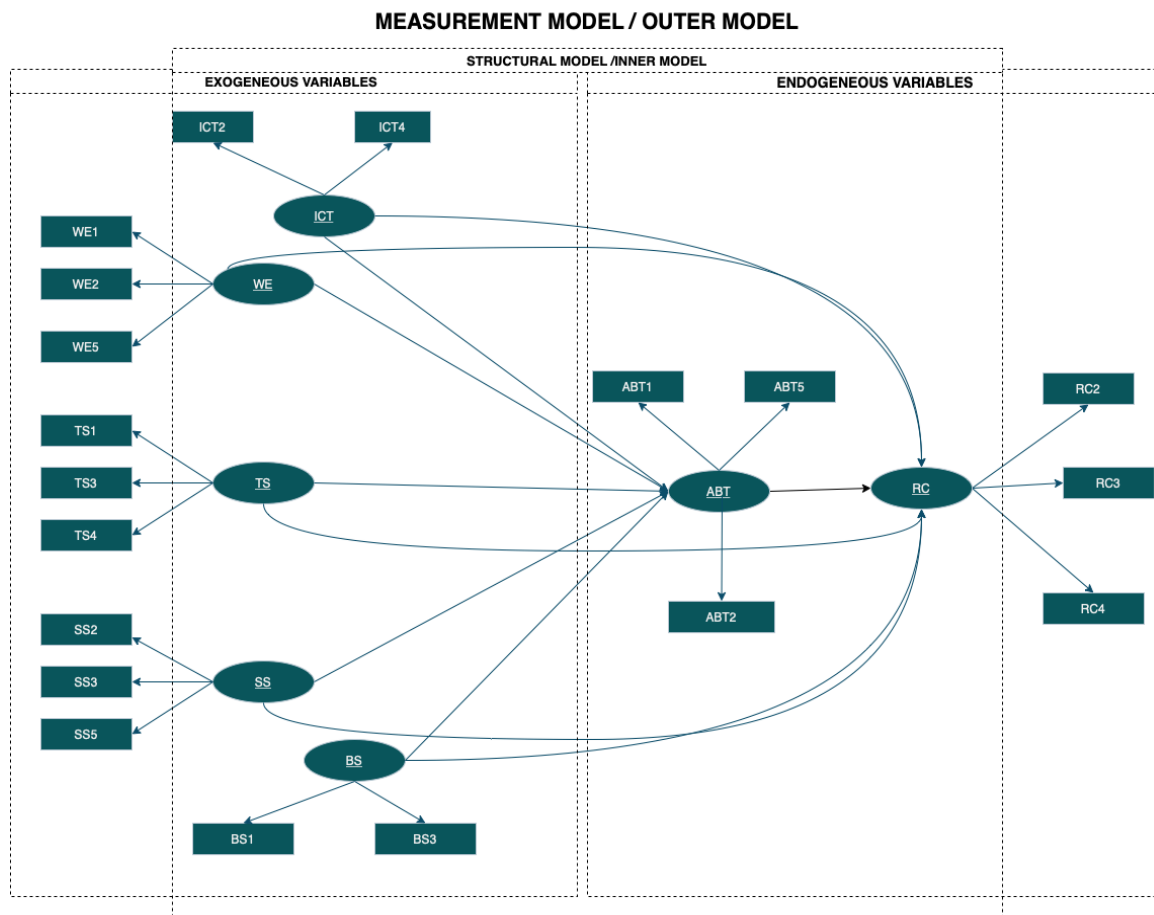 MEASUREMENT MODEL / OUTER MODEL
STRUCTURAL MODEL /INNER MODEL
EXOGENEOUS VARIABLES
ENDOGENEOUS VARIABLES
ICT2
ICT4
ICT
WE1
WE2
WE
WE5
ABT1
ABT5
RC2
TS1
TS3
TS
TS4
ABT
RC
RC3
ABT2
RC4
SS2
SS3
SS
SS5
BS
BS1
BS3